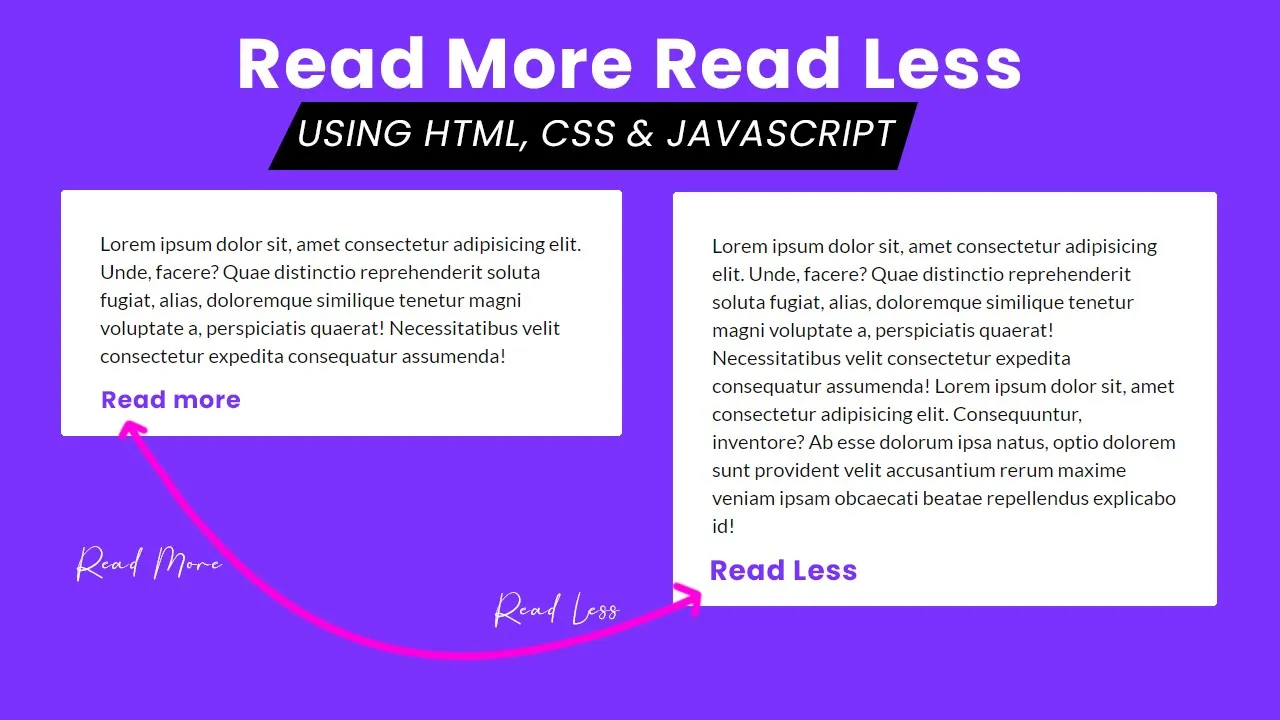 Read More Read Less
USING HTML, CSS & JAVASCRIPT
Lorem ipsum dolor sit, amet consectetur adipisicing elit.
Unde, facere? Quae distinctio reprehenderit soluta
fugiat, alias, doloremque similique tenetur magni
voluptate a, perspiciatis quaerat! Necessitatibus velit
consectetur expedita consequatur assumenda!
Read more
Lorem ipsum dolor sit, amet consectetur adipisicing
elit. Unde, facere? Quae distinctio reprehenderit
soluta fugiat, alias, doloremque similique tenetur
magni voluptate a, perspiciatis quaerat!
Necessitatibus velit consectetur expedita
consequatur assumenda! Lorem ipsum dolor sit, amet
consectetur adipisicing elit. Consequuntur,
inventore? Ab esse dolorum ipsa natus, optio dolorem
sunt provident velit accusantium rerum maxime
veniam ipsam obcaecati beatae repellendus explicabo
id!
Read Less
Read More
Read Less